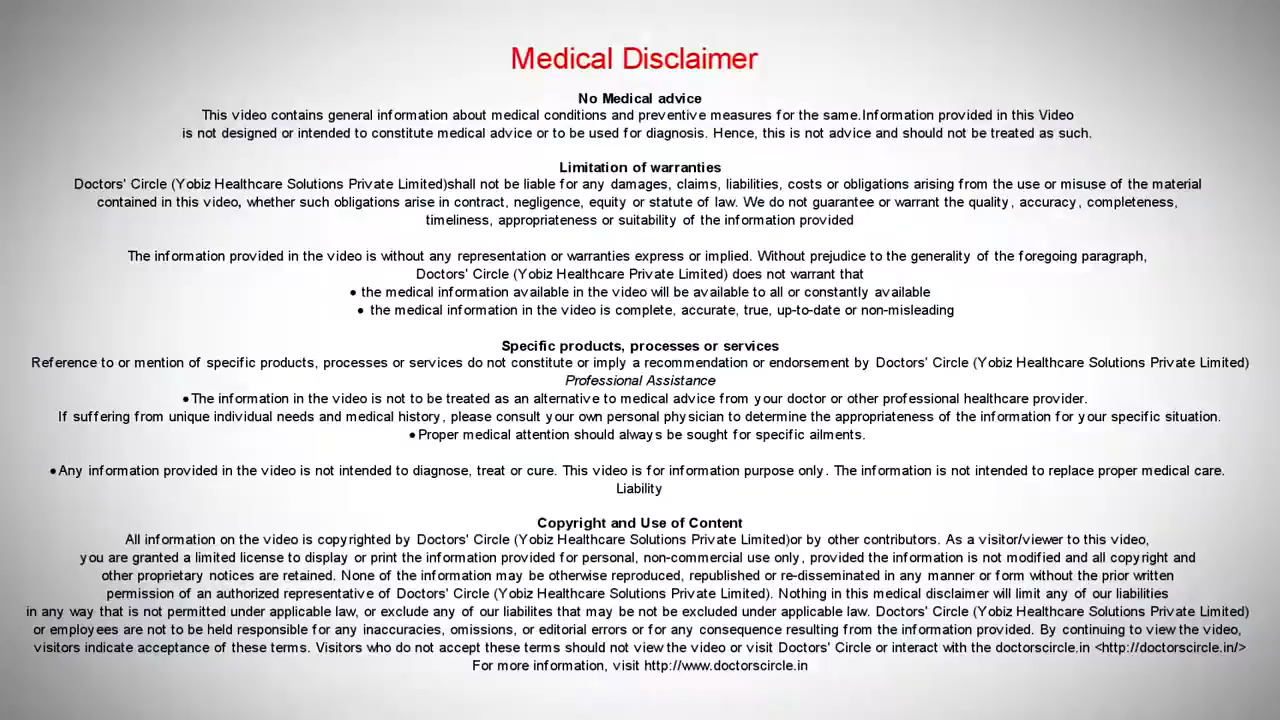 Medical Disclaimer
No Medical advice
This video contains general information about medical conditions and preventive measures for the same.Information provided in this Video
is not designed or intended to constitute medical advice or to be used for diagnosis. Hence, this is not advice and should not be treated as such.
Limitation of warranties
Doctors' Circle (Yobiz Healthcare Solutions Private Limited)shall not be liable for any damages, claims, liabilities, costs or obligations arising from the use or misuse of the material
contained in this video, whether such obligations arise in contract, negligence, equity or statute of law. We do not guarantee or warrant the quality, accuracy, completeness,
timeliness, appropriateness or suitability of the information provided
The information provided in the video is without any representation or warranties express or implied. Without prejudice to the generality of the foregoing paragraph,
Doctors' Circle (Yobiz Healthcare Private Limited) does not warrant that
• the medical information available in the video will be available to all or constantly available
• the medical information in the video is complete, accurate, true, up-to-date or non-misleading
Specific products, processes or services
Reference to or mention of specific products, processes or services do not constitute or imply a recommendation or endorsement by Doctors' Circle (Yobiz Healthcare Solutions Private Limited)
Professional Assistance
•The information in the video is not to be treated as an alternative to medical advice from your doctor or other professional healthcare provider.
If suffering from unique individual needs and medical history, please consult your own personal physician to determine the appropriateness of the information for your specific situation.
•Proper medical attention should always be sought for specific ailments.
•Any information provided in the video is not intended to diagnose, treat or cure. This video is for information purpose only. The information is not intended to replace proper medical care.
Liability
Copyright and Use of Content
All information on the video is copyrighted by Doctors' Circle (Yobiz Healthcare Solutions Private Limited)or by other contributors. As a visitor/viewer to this video,
you are granted a limited license to display or print the information provided for personal, non-commercial use only, provided the information is not modified and all copyright and
other proprietary notices are retained. None of the information may be otherwise reproduced, republished or re-disseminated in any manner or form without the prior written
permission of an authorized representative of Doctors' Circle (Yobiz Healthcare Solutions Private Limited). Nothing in this medical disclaimer will limit any of our liabilities
in any way that is not permitted under applicable law, or exclude any of our liabilites that may be not be excluded under applicable law. Doctors' Circle (Yobiz Healthcare Solutions Private Limited)
or employees are not to be held responsible for any inaccuracies, omissions, or editorial errors or for any consequence resulting from the information provided. By continuing to view the video,
visitors indicate acceptance of these terms. Visitors who do not accept these terms should not view the video or visit Doctors' Circle or interact with the doctorscircle.in <http://doctorscircle.in/>
For more information, visit http://www.doctorscircle.in